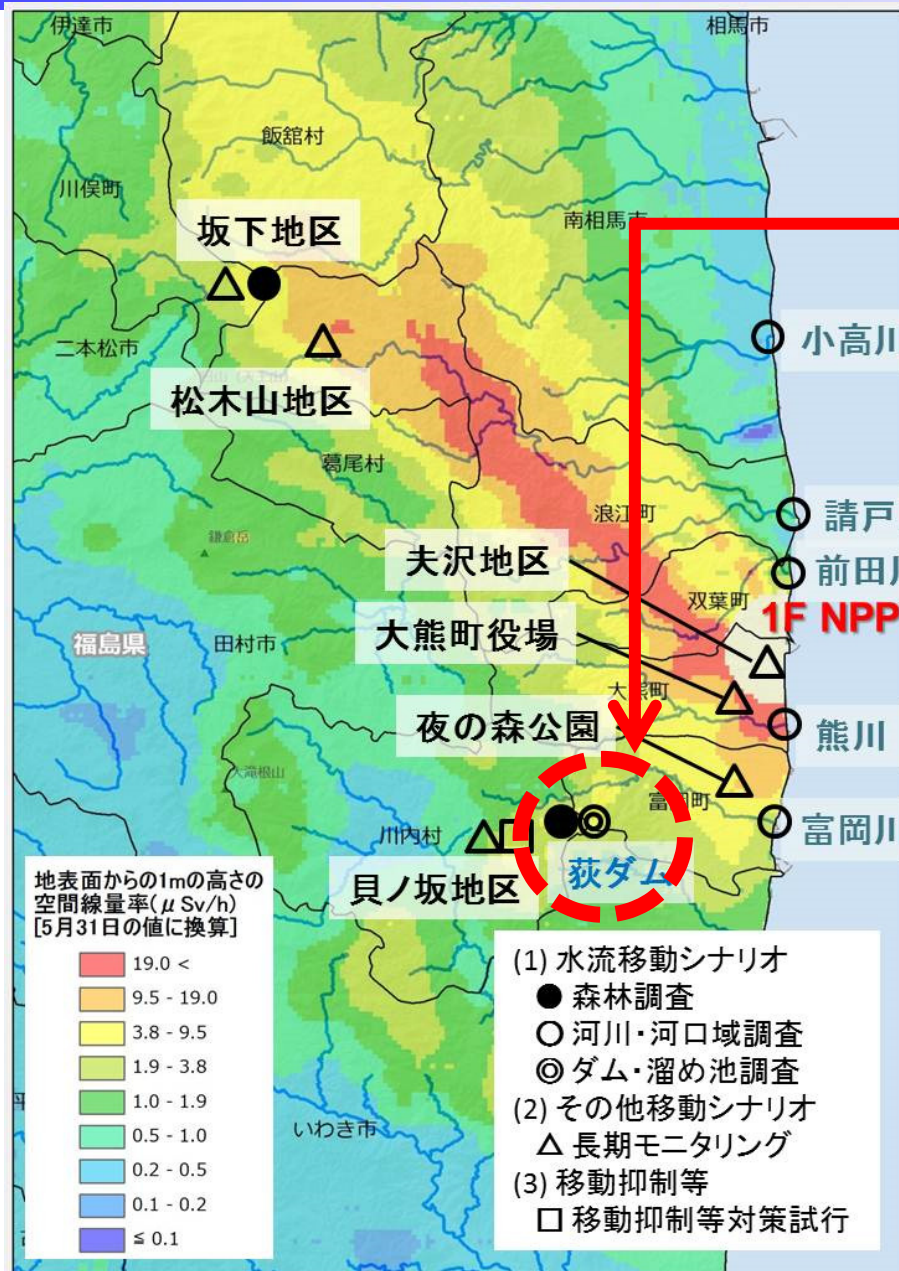 伊達市
相馬市
飯舘村
川俣町
南相馬市
坂下地区
小高川
二本松市
松木山地区
葛尾村
浪江町
請戸
鎌倉岳
夫沢地区
前田川
双葉町
1F NPP
福島県
田村市
大熊町役場
大熊町
夜の森公園
熊川
大滝根山
富岡町
川内村
富岡川
貝ノ坂地区
荻ダム
地表面からの1mの高さの
空間線量率(μSv/h)
[5月31日の値に換算]
19.0 <
9.5 - 19.0
3.8 - 9.5
1.9 - 3.8
1.0 - 1.9
0.5 - 1.0
0.2 - 0.5
0.1 - 0.2
≦ 0.1
いわき市
(1) 水流移動シナリオ
● 森林調査
○ 河川・河口域調査
◎ ダム・溜め池調査
(2) その他移動シナリオ
△ 長期モニタリング
(3) 移動抑制等
□ 移動抑制等対策試行